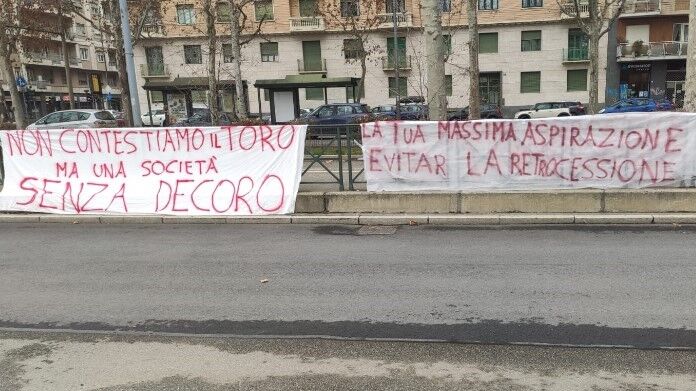 NON CONTESTIAMO IL TORO
MA UNA SOCIETÀ
SENZA DECORO
LA TUA MASSIMA ASPIRAZIONE
EVITAR LA RETROCESSIONE